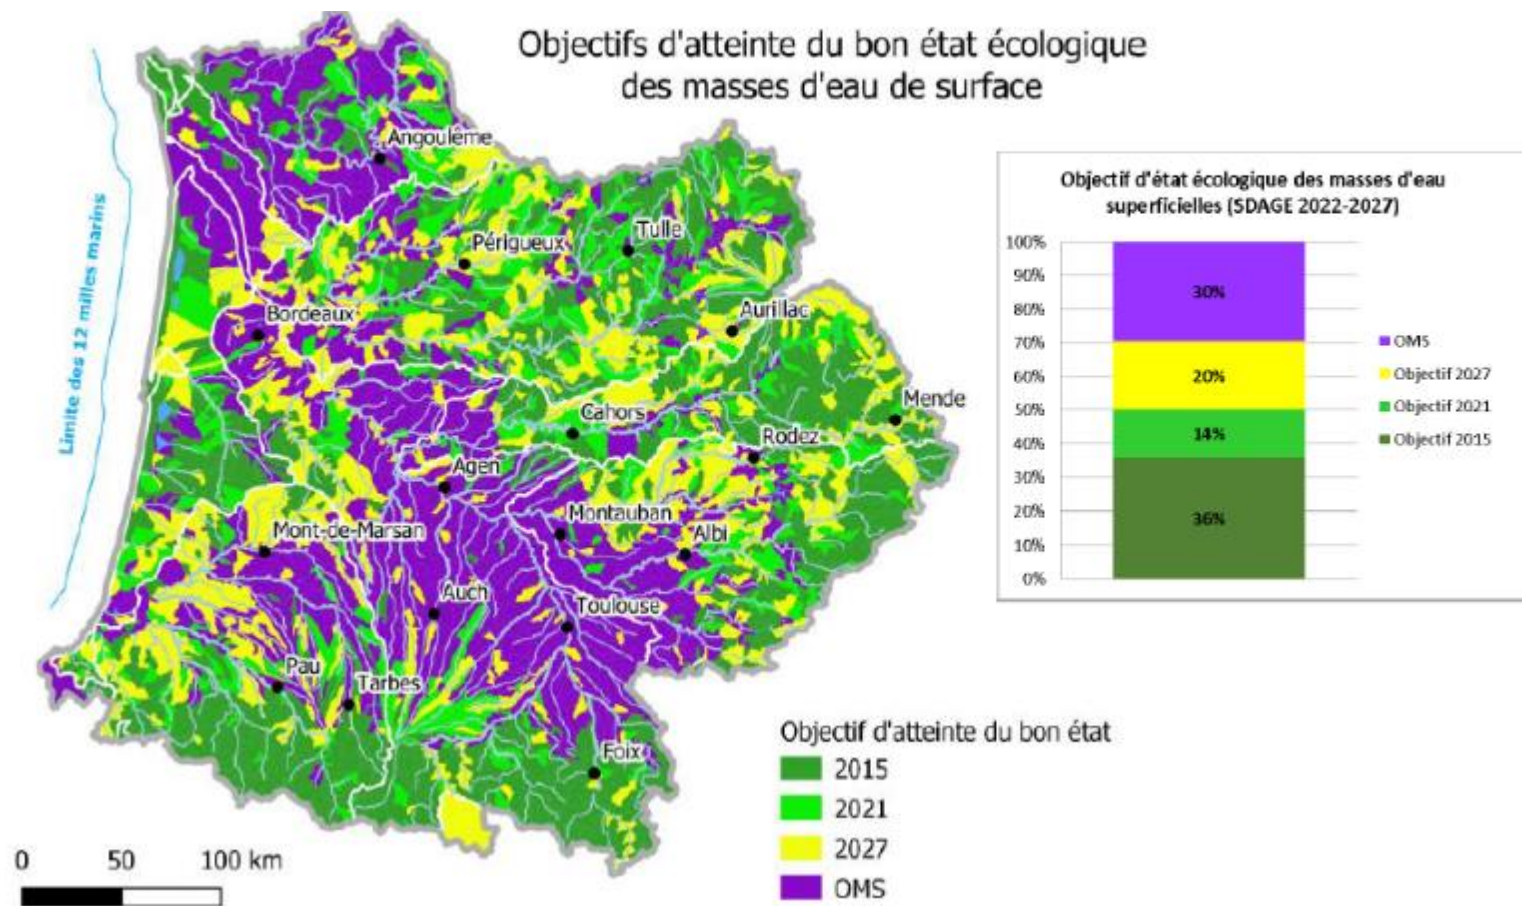 Objectifs d'atteinte du bon état écologique
des masses d'eau de surface
Limite des 12 milles marins
Angoulême
Périgueux
Tulle
Bordeaux
Aurillac
Mende
Cahors
Rodez
Agen
Montauban
Albi
Mont-de-Marsan
Auch
Toulouse
Pau
Tarbes
Foix
0 50 100 km
Objectif d'atteinte du bon état
2015
2021
2027
OMS
Objectif d'état écologique des masses d'eau
superficielles (SDAGE 2022-2027)
100%
90%
80%
70%
60%
50%
40%
30%
20%
10%
0%
30%
20%
14%
36%
OMS
Objectif 2027
Objectif 2021
Objectif 2015